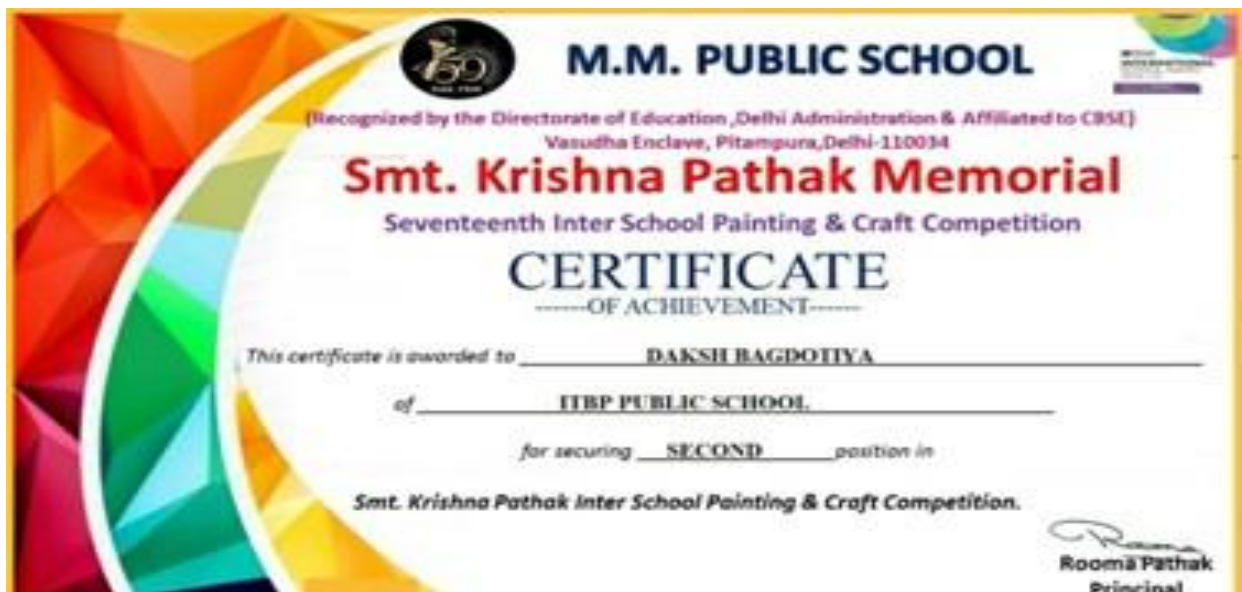 M.M. PUBLIC SCHOOL
(Recognized by the Directorate of Education ,Delhi Administration & Affiliated to CBSE)
Vasudha Enclave, Pitampura,Delhi-110034
Smt. Krishna Pathak Memorial
Seventeenth Inter School Painting & Craft Competition
CERTIFICATE
------OF ACHIEVEMENT------
This certificate is awarded to DAKSH BAGDOTIYA
of ITBP PUBLIC SCHOOL
for securing SECOND position in
Smt. Krishna Pathak Inter School Painting & Craft Competition.
Rooma Pathak
Principal